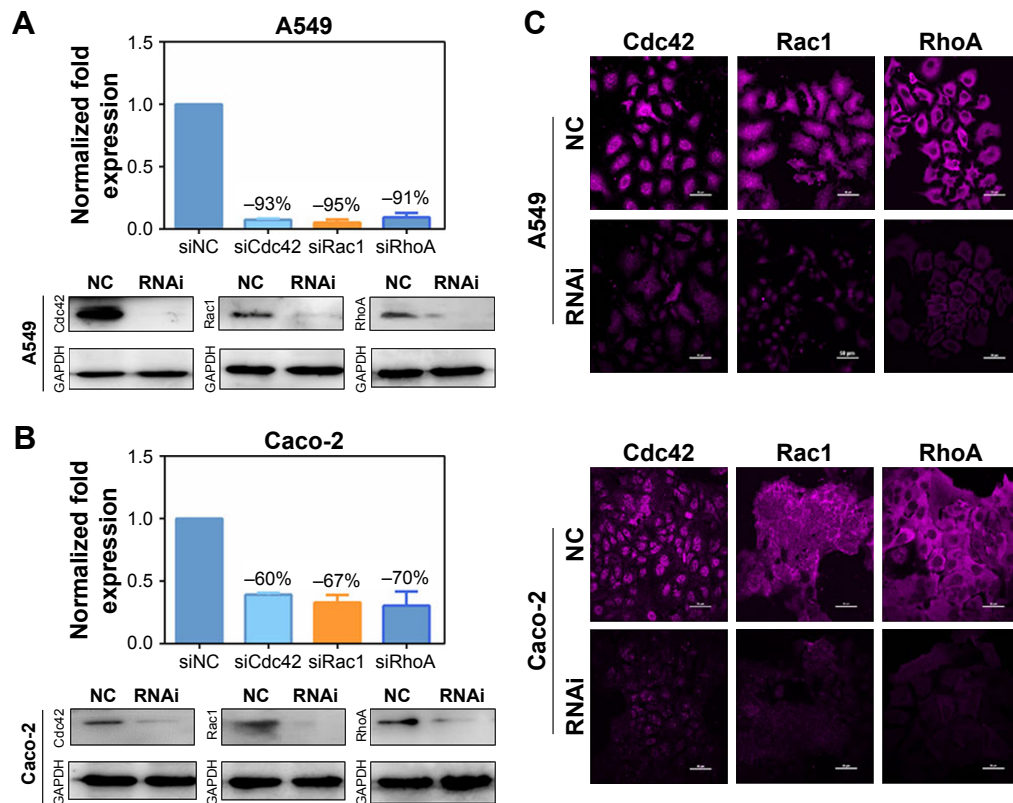 A
A549
Normalized fold
expression
1.5
1.0
0.5
0.0
–93%
–95%
–91%
siNC siCdc42 siRac1 siRhoA
NC RNAi NC RNAi NC RNAi
A549
Cdc42
Rac1
RhoA
GAPDH
GAPDH
GAPDH
B
Caco-2
Normalized fold
expression
1.5
1.0
0.5
0.0
–60%
–67%
–70%
siNC siCdc42 siRac1 siRhoA
NC RNAi NC RNAi NC RNAi
Caco-2
Cdc42
Rac1
RhoA
GAPDH
GAPDH
GAPDH
C
Cdc42 Rac1 RhoA
A549
NC
RNAi
50 μm
Cdc42 Rac1 RhoA
Caco-2
NC
RNAi